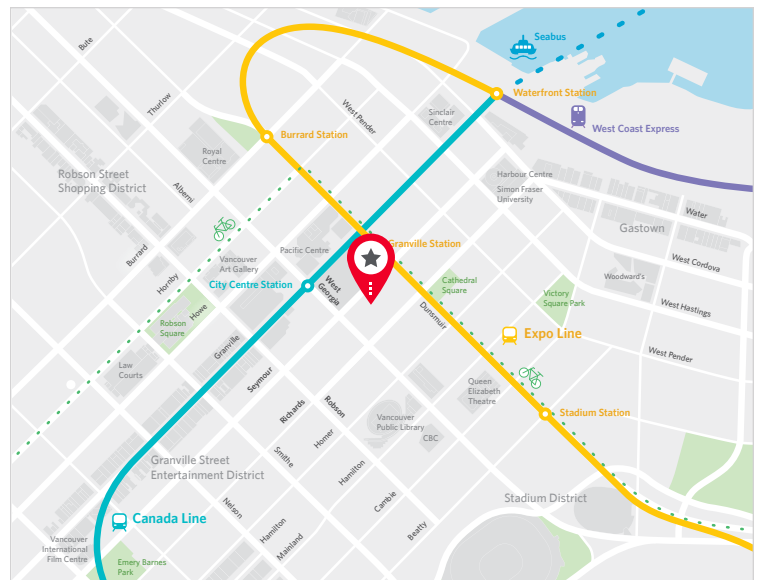 Seabus
Bute
Waterfront Station
Thurlow
West Pender
Sinclair
Centre
West Coast Express
Burrard Station
Royal
Centre
Robson Street
Shopping District
Harbour Centre
Simon Fraser
University
Alberni
Water
Gastown
Granville Station
Pacific Centre
Burrard
Vancouver
Art Gallery
West Cordova
Hornby
City Centre Station
West
Georgia
Cathedral
Square
Woodward's
Victory
Square Park
Howe
Robson
Square
Dunsmuir
West Hastings
Expo Line
Granville
West Pender
Law
Courts
Seymour
Queen
Elizabeth
Theatre
Richards
Robson
Stadium Station
Vancouver
Public Library
Homer
CBC
Granville Street
Entertainment District
Smithe
Hamilton
Stadium District
Cambie
Nelson
Canada Line
Hamilton
Beatty
Mainland
Vancouver
International
Film Centre
Emery Barnes
Park